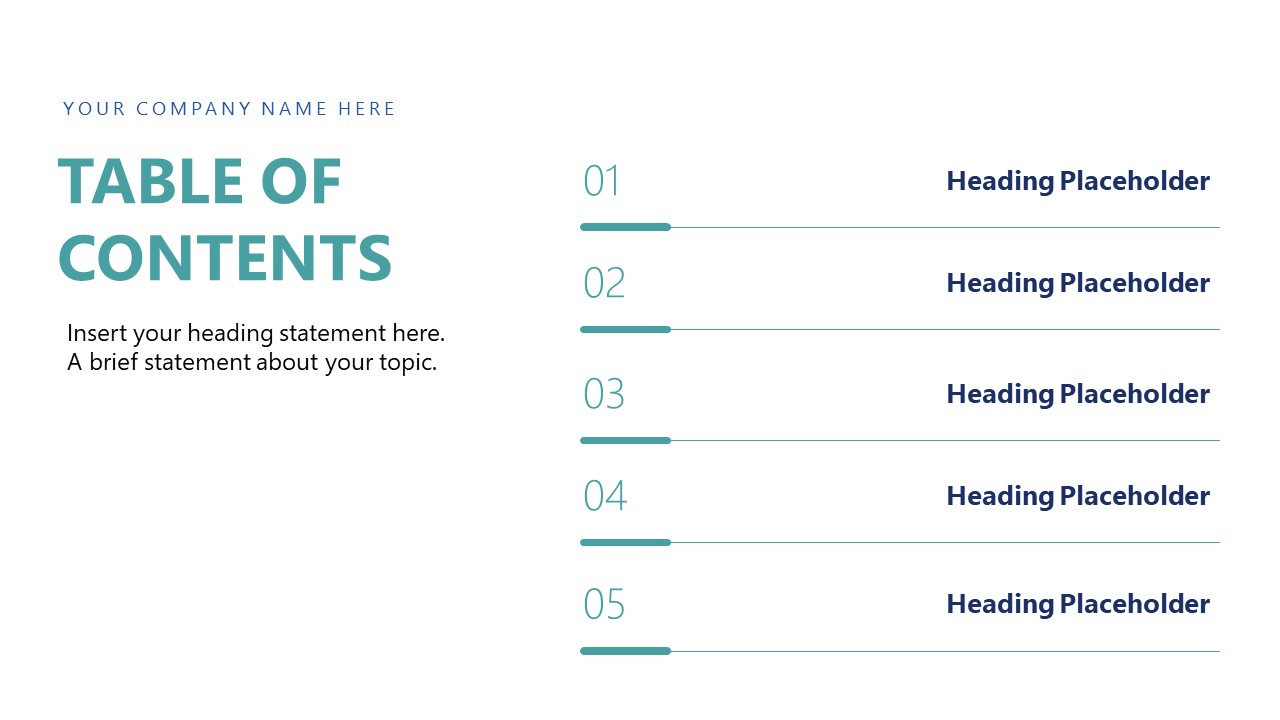 YOUR COMPANY NAME HERE
TABLE OF
CONTENTS
Insert your heading statement here.
A brief statement about your topic.
01 Heading Placeholder
02 Heading Placeholder
03 Heading Placeholder
04 Heading Placeholder
05 Heading Placeholder